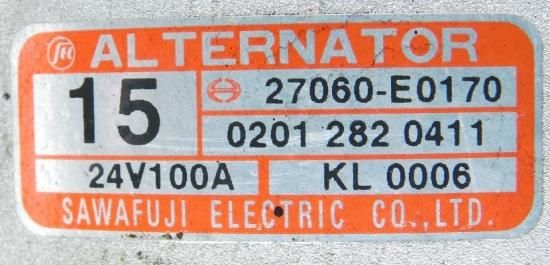 ALTERNATOR
15
27060-E0170
0201 282 0411
24V100A
KL 0006
SAWAFUJI ELECTRIC CO.,LTD.